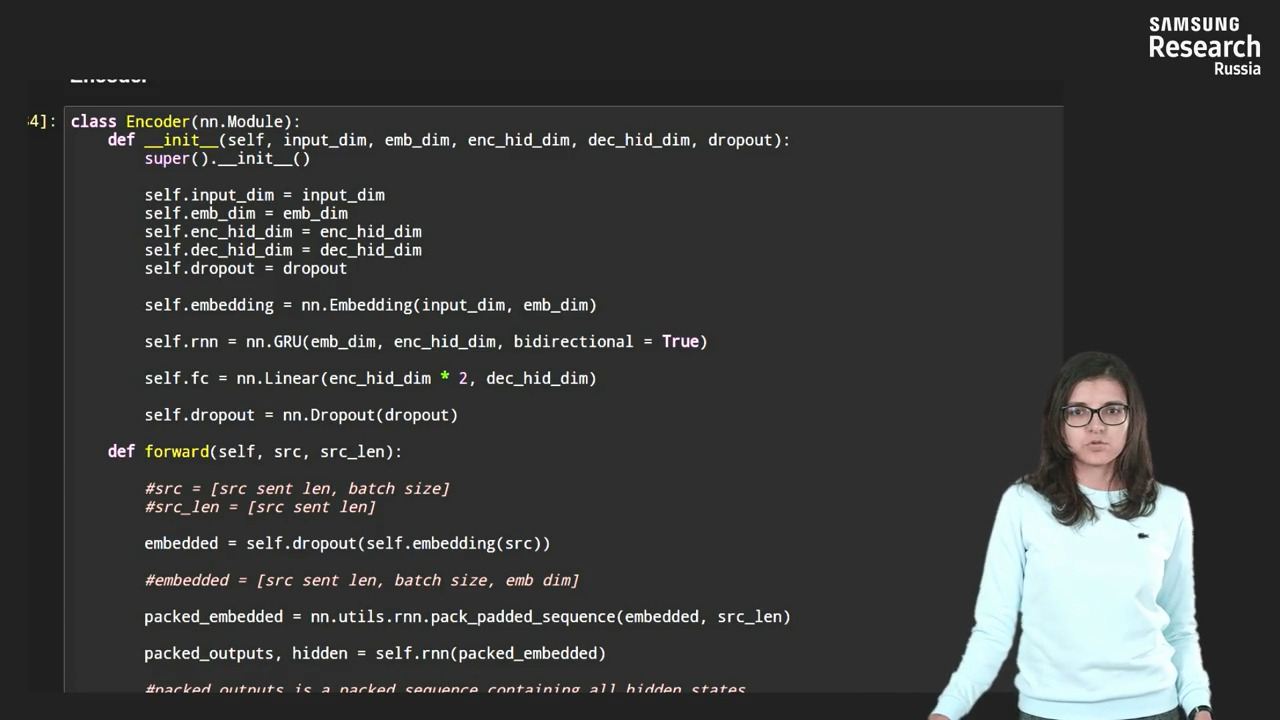 SAMSUNG
Research
Russia
Encoder
4]:
class Encoder(nn.Module):
def __init__(self, input_dim, emb_dim, enc_hid_dim, dec_hid_dim, dropout):
super().__init__()
self.input_dim = input_dim
self.emb_dim = emb_dim
self.enc_hid_dim = enc_hid_dim
self.dec_hid_dim = dec_hid_dim
self.dropout = dropout
self.embedding = nn.Embedding(input_dim, emb_dim)
self.rnn = nn.GRU(emb_dim, enc_hid_dim, bidirectional = True)
self.fc = nn.Linear(enc_hid_dim * 2, dec_hid_dim)
self.dropout = nn.Dropout(dropout)
def forward(self, src, src_len):
#src = [src sent len, batch size]
#src_len = [src sent len]
embedded = self.dropout(self.embedding(src))
#embedded = [src sent len, batch size, emb dim]
packed_embedded = nn.utils.rnn.pack_padded_sequence(embedded, src_len)
packed_outputs, hidden = self.rnn(packed_embedded)
#packed_outputs is a packed sequence containing all hidden states